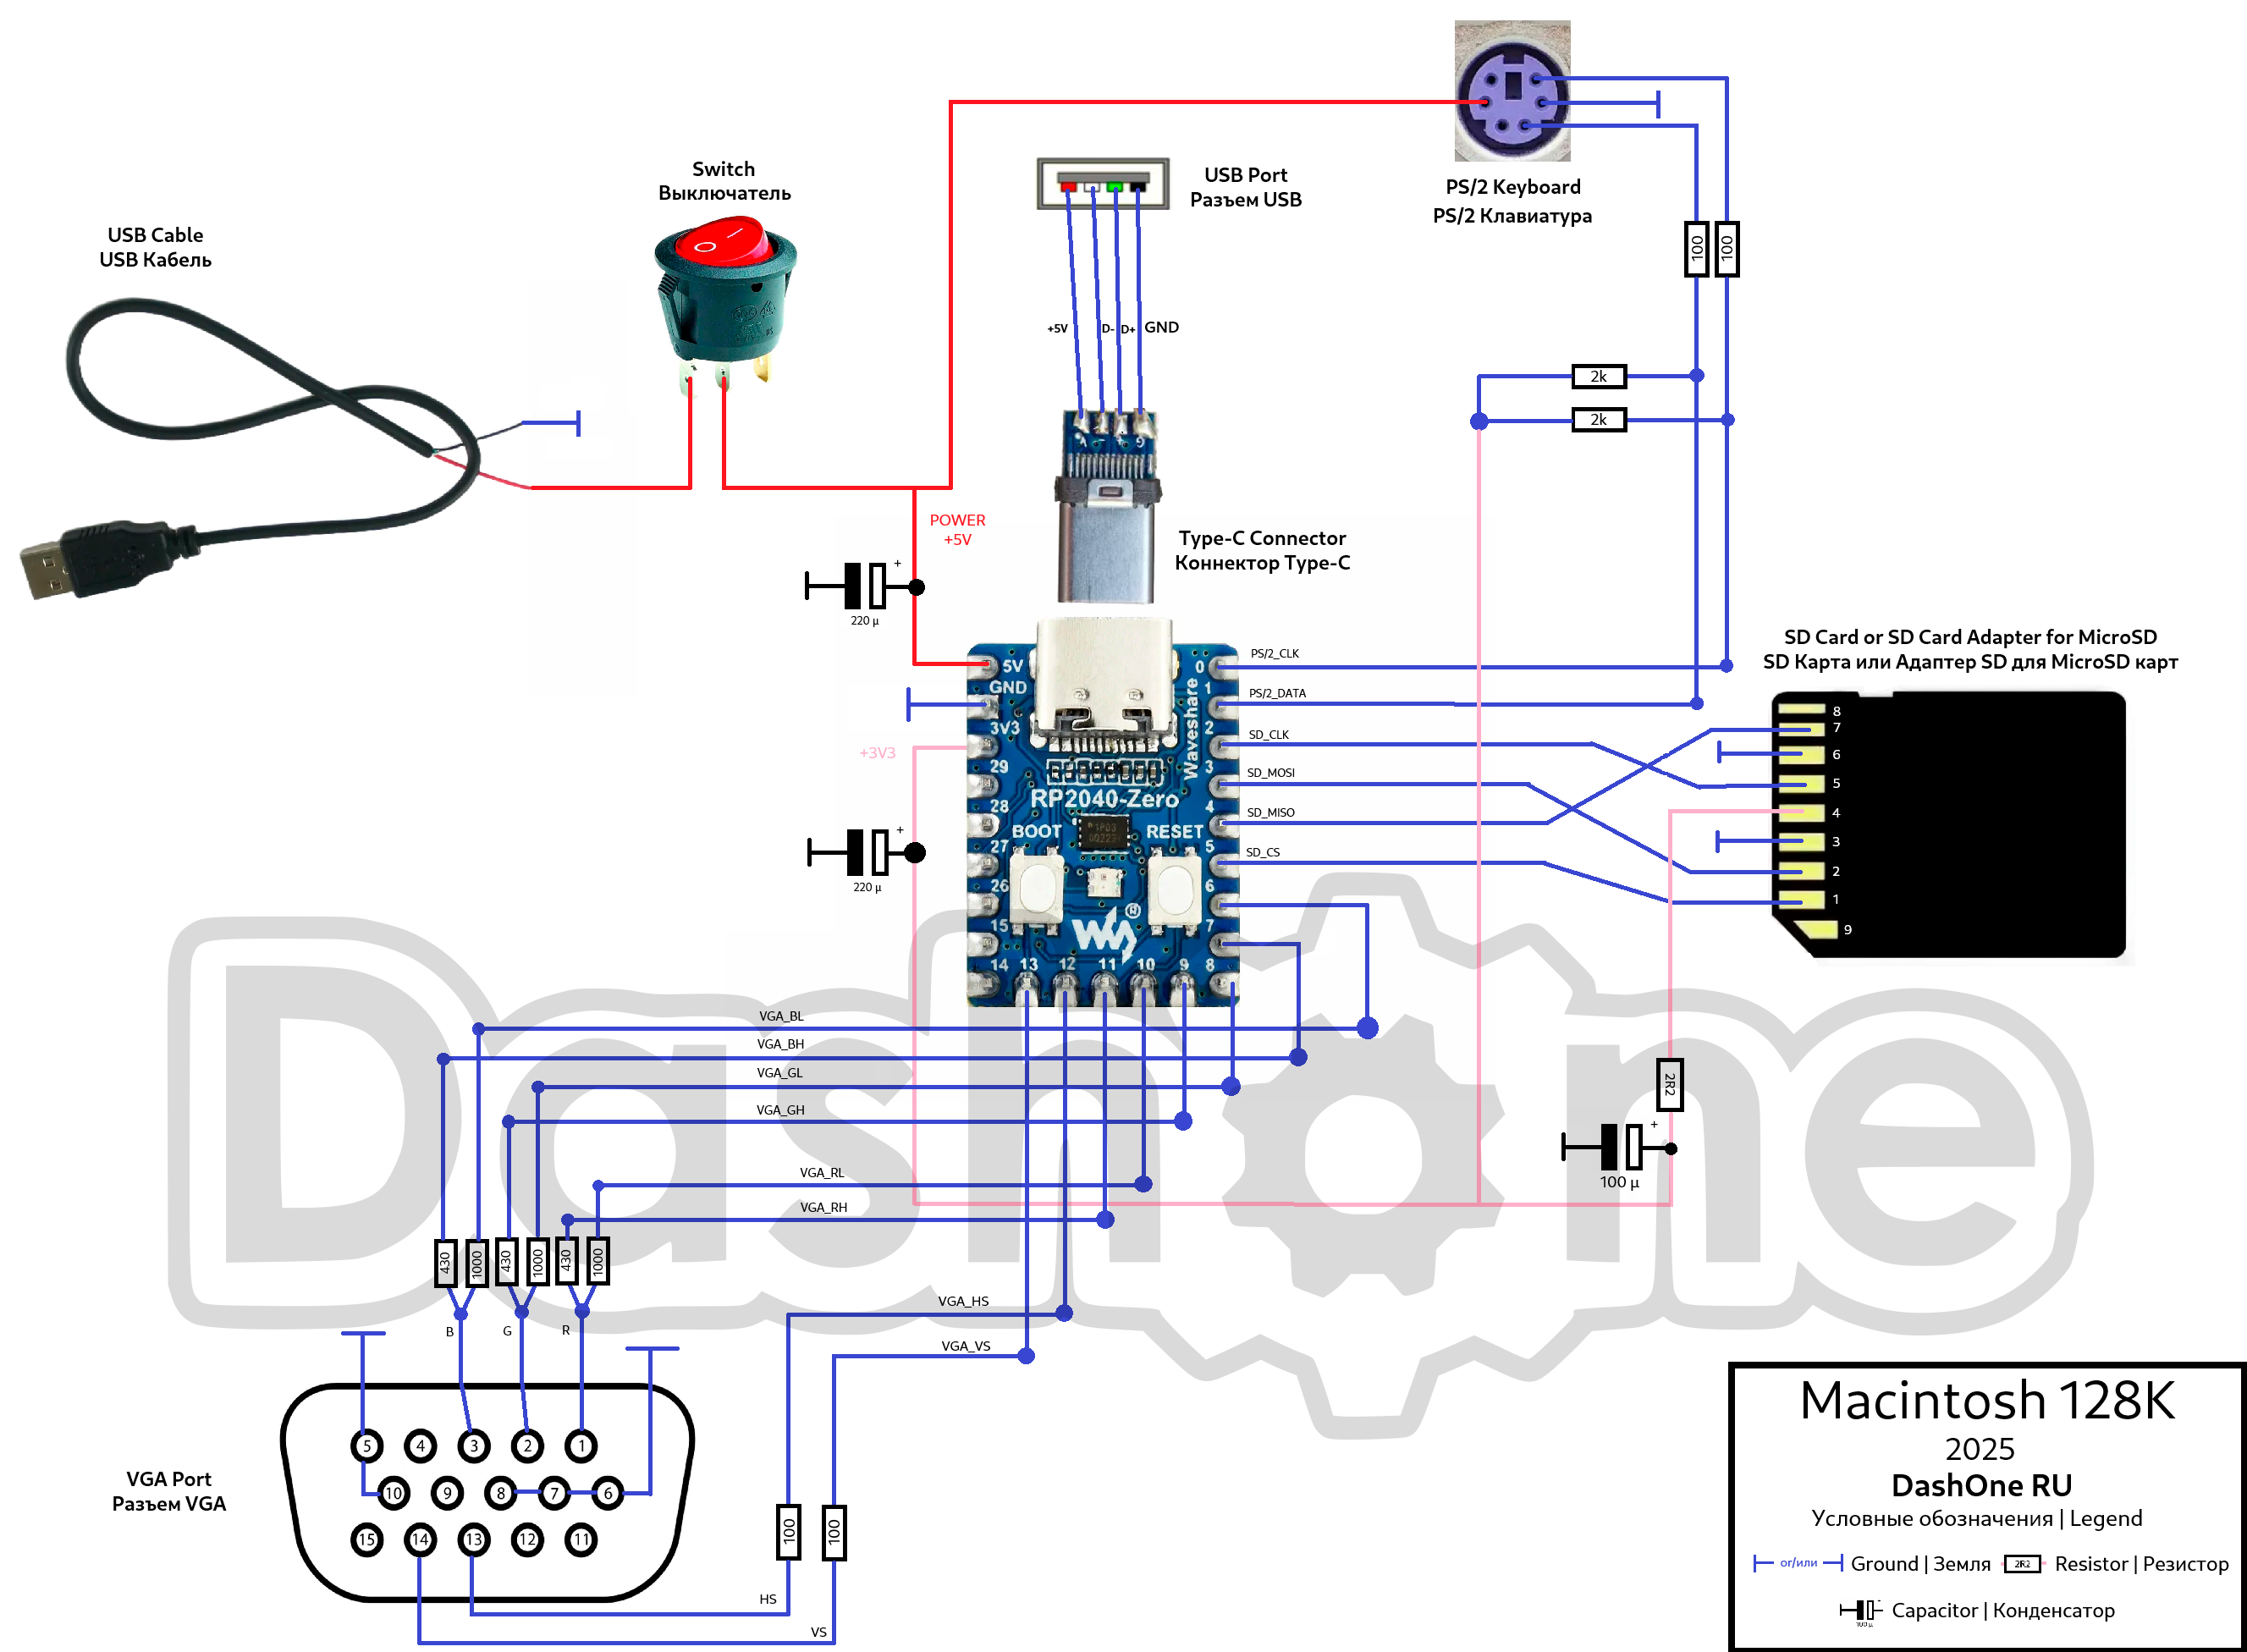 PS/2 Keyboard
PS/2 Клавиатура
Switch
Выключатель
USB Port
Разъем USB
USB Cable
USB Кабель
100
100
+5V
D-
D+
GND
2k
2k
POWER
+5V
Type-C Connector
Коннектор Type-C
+
220 µ
SD Card or SD Card Adapter for MicroSD
SD Карта или Адаптер SD для MicroSD карт
PS/2_CLK
PS/2_DATA
SD_CLK
SD_MOSI
SD_MISO
SD_CS
5V
GND
3V3
29
28
27
26
15
14
13
12
11
10
9
8
0
1
2
3
4
5
6
7
Waveshare
RP2040-Zero
BOOT
RESET
+3V3
+
220 µ
8
7
6
5
4
3
2
1
9
DashOne
VGA_BL
VGA_BH
VGA_GL
VGA_GH
VGA_RL
VGA_RH
2R2
+
100 µ
430
1000
430
1000
430
1000
B
G
R
VGA_HS
VGA_VS
VGA Port
Разъем VGA
5
4
3
2
1
10
9
8
7
6
15
14
13
12
11
100
100
HS
VS
Macintosh 128K
2025
DashOne RU
Условные обозначения | Legend
or/или
Ground | Земля
2R2
Resistor | Резистор
100 µ
Capacitor | Конденсатор